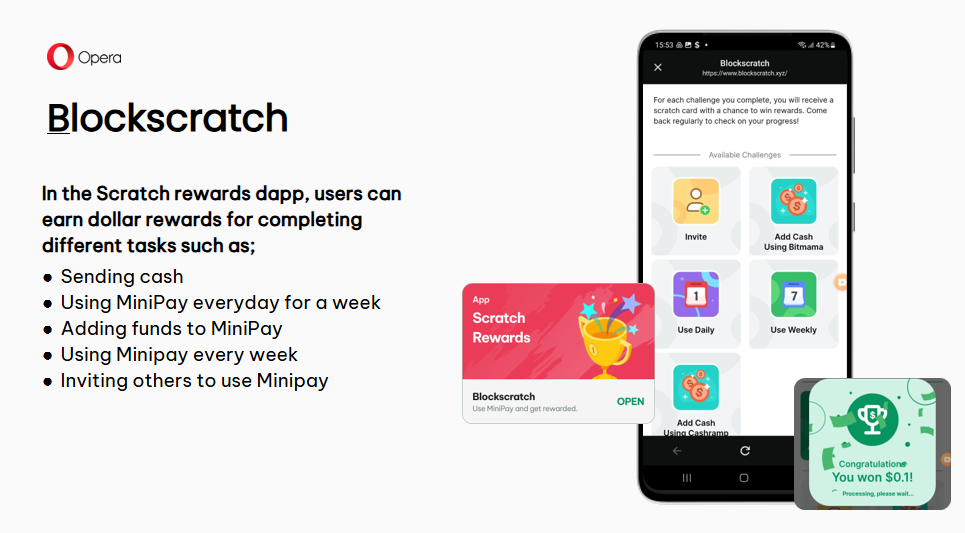 Opera
Blockscratch
In the Scratch rewards dapp, users can
earn dollar rewards for completing
different tasks such as;
● Sending cash
● Using MiniPay everyday for a week
● Adding funds to MiniPay
● Using Minipay every week
● Inviting others to use Minipay
App
Scratch
Rewards
Blockscratch
Use MiniPay and get rewarded.
OPEN
15:53
42%
Blockscratch
https://www.blockscratch.xyz/
For each challenge you complete, you will receive a
scratch card with a chance to win rewards. Come
back regularly to check on your progress!
Available Challenges
Invite
Add Cash
Using Bitmama
1
Use Daily
7
Use Weekly
Add Cash
Using Cashramp
$
Congratulations
You won $0.1!
Processing, please wait...